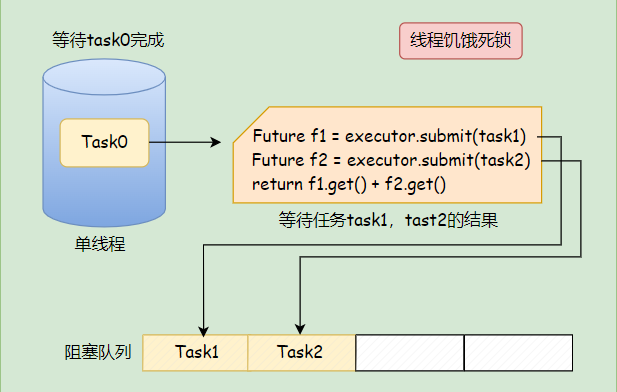 等待task0完成
线程饥饿死锁
Task0
Future f1 = executor.submit(task1)
Future f2 = executor.submit(task2)
return f1.get() + f2.get()
等待任务task1，tast2的结果
单线程
阻塞队列
Task1
Task2